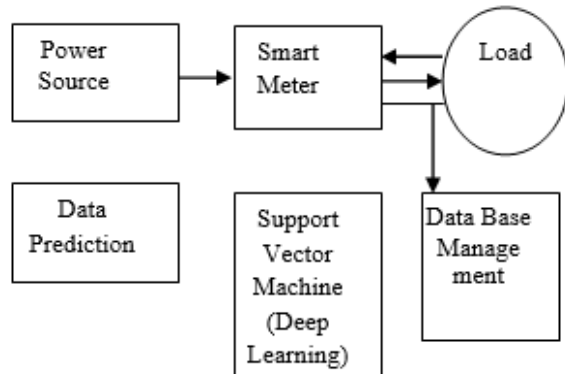 Power
Source
Smart
Meter
Load
Data
Prediction
Support
Vector
Machine
(Deep
Learning)
Data Base
Manage
ment